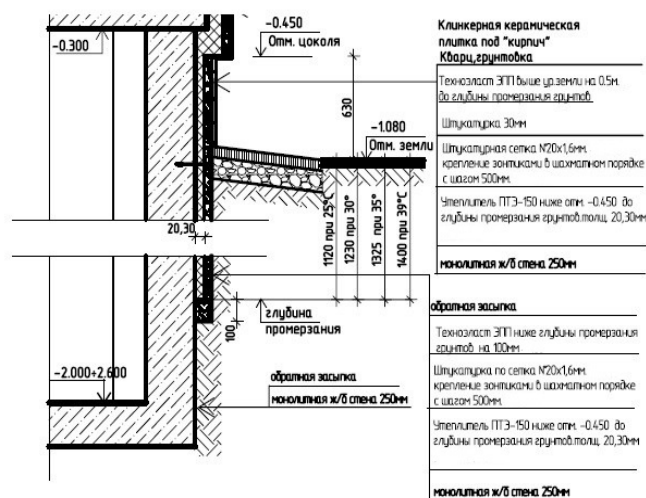 -0.450
Отм. цоколя
-0.300
630
-1.080
Отм. земли
20,30
1120 при 25°С
1230 при 30°
1325 при 35°
1400 при 39°С
глубина
промерзания
100
-2.000÷2.600
обратная засыпка
монолитная ж/б стена 250мм
Клинкерная керамическая
плитка под "кирпич"
Кварц,грунтовка
Техноэласт ЭПП выше ур.земли на 0.5м.
до глубины промерзания грунтов
Штукатурка 30мм
Штукатурная сетка N°20х1,6мм.
крепление зонтиками в шахматном порядке
с шагом 500мм.
Утеплитель ПТЭ-150 ниже отм. -0.450 до
глубины промерзания грунтов.толщ. 20,30мм
монолитная ж/б стена 250мм
обратная засыпка
Техноэласт ЭПП ниже глубины промерзания
грунтов на 100мм
Штукатурка по сетке N°20х1,6мм.
крепление зонтиками в шахматном порядке
с шагом 500мм.
Утеплитель ПТЭ-150 ниже отм. -0.450 до
глубины промерзания грунтов.толщ. 20,30мм
монолитная ж/б стена 250мм